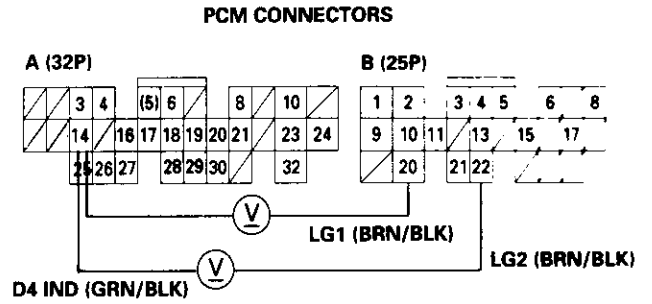 PCM CONNECTORS
A (32P) B (25P)
3 4 (5) 6 8 10 1 2 3 4 5 6 8
14 16 17 18 19 20 21 23 24 9 10 11 13 15 17
25 26 27 28 29 30 32 20 21 22
V
LG1 (BRN/BLK)
V
LG2 (BRN/BLK)
D4 IND (GRN/BLK)